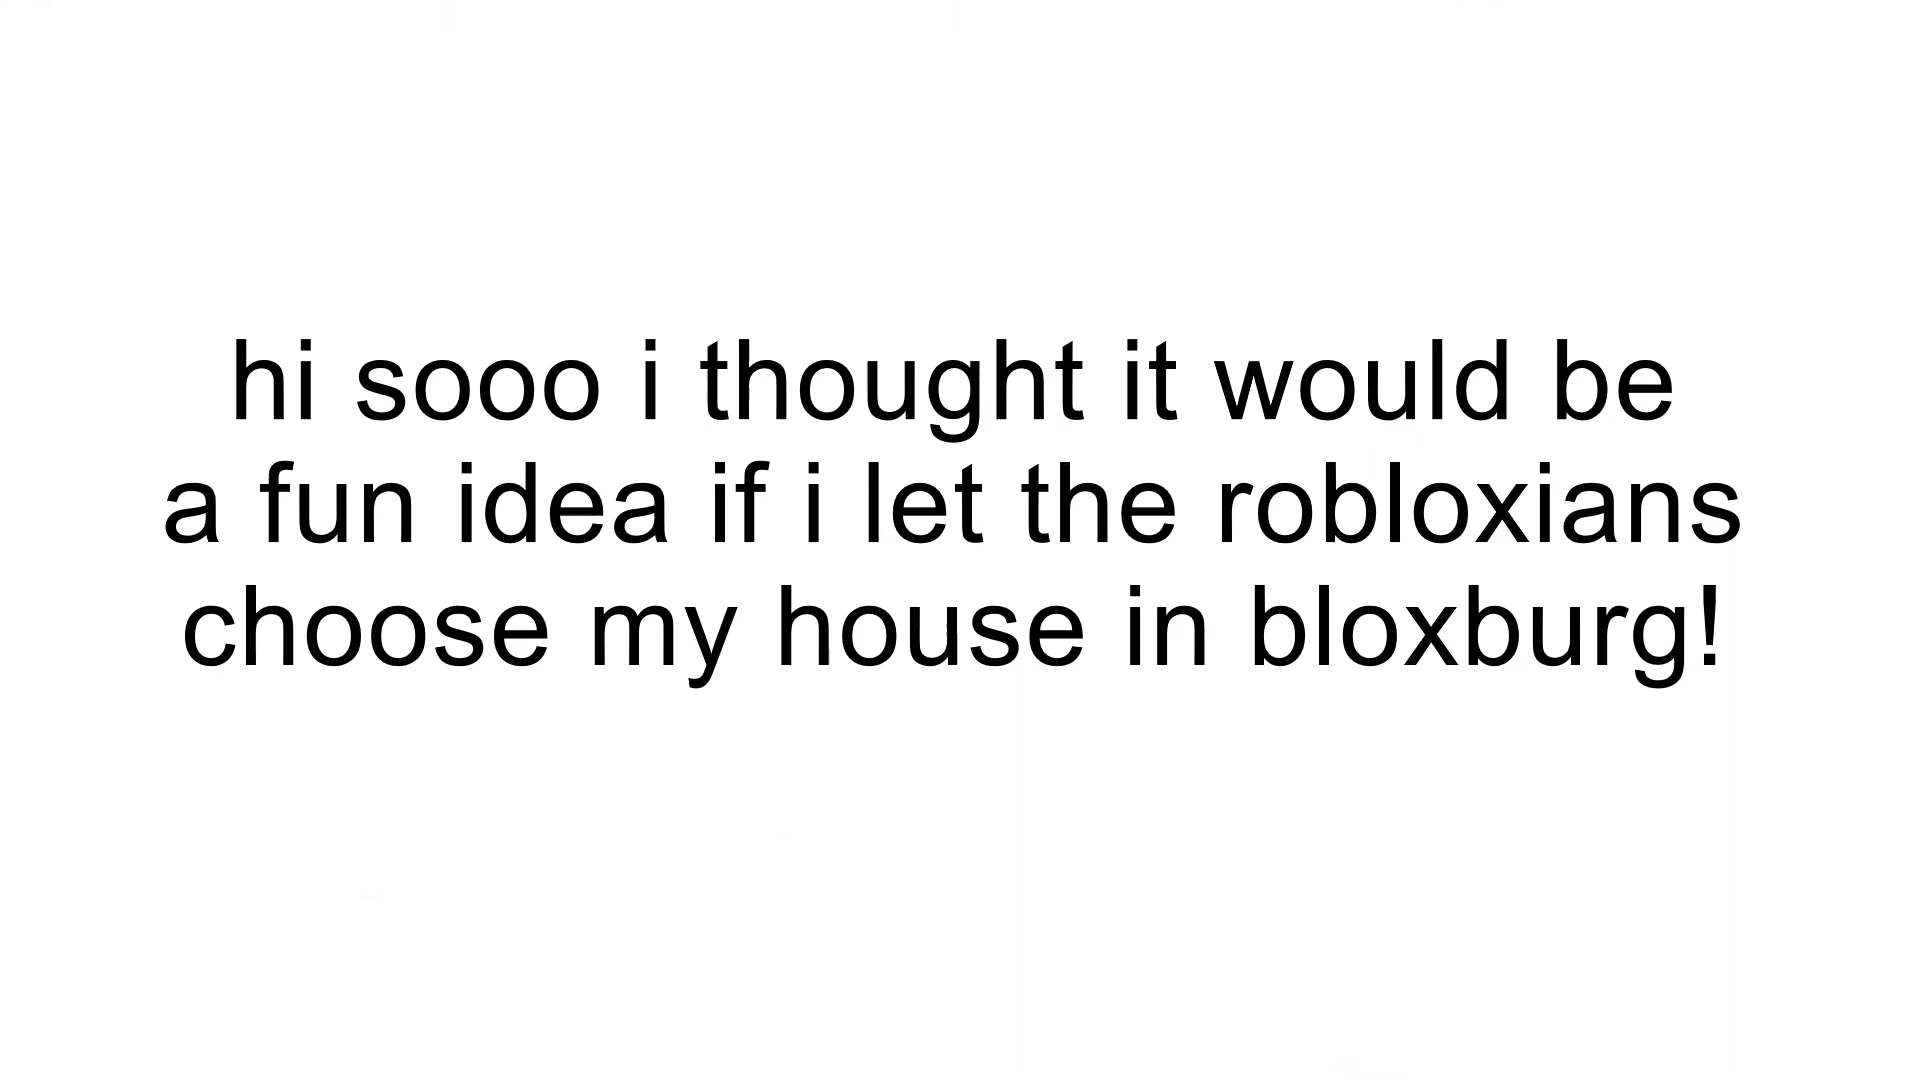 hi sooo i thought it would be
a fun idea if i let the robloxians
choose my house in bloxburg!